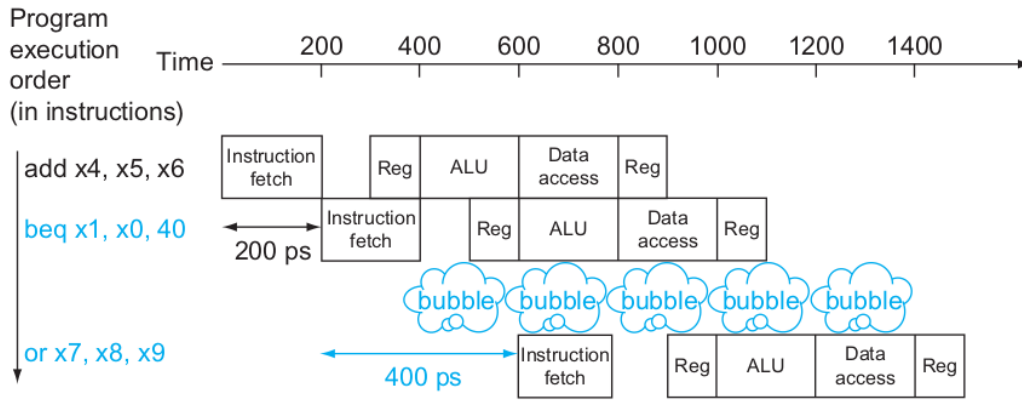 Program
execution
order
(in instructions)
Time
200 400 600 800 1000 1200 1400
add x4, x5, x6
Instruction
fetch
Reg
ALU
Data
access
Reg
beq x1, x0, 40
200 ps
Instruction
fetch
Reg
ALU
Data
access
Reg
bubble bubble bubble bubble bubble
or x7, x8, x9
400 ps
Instruction
fetch
Reg
ALU
Data
access
Reg